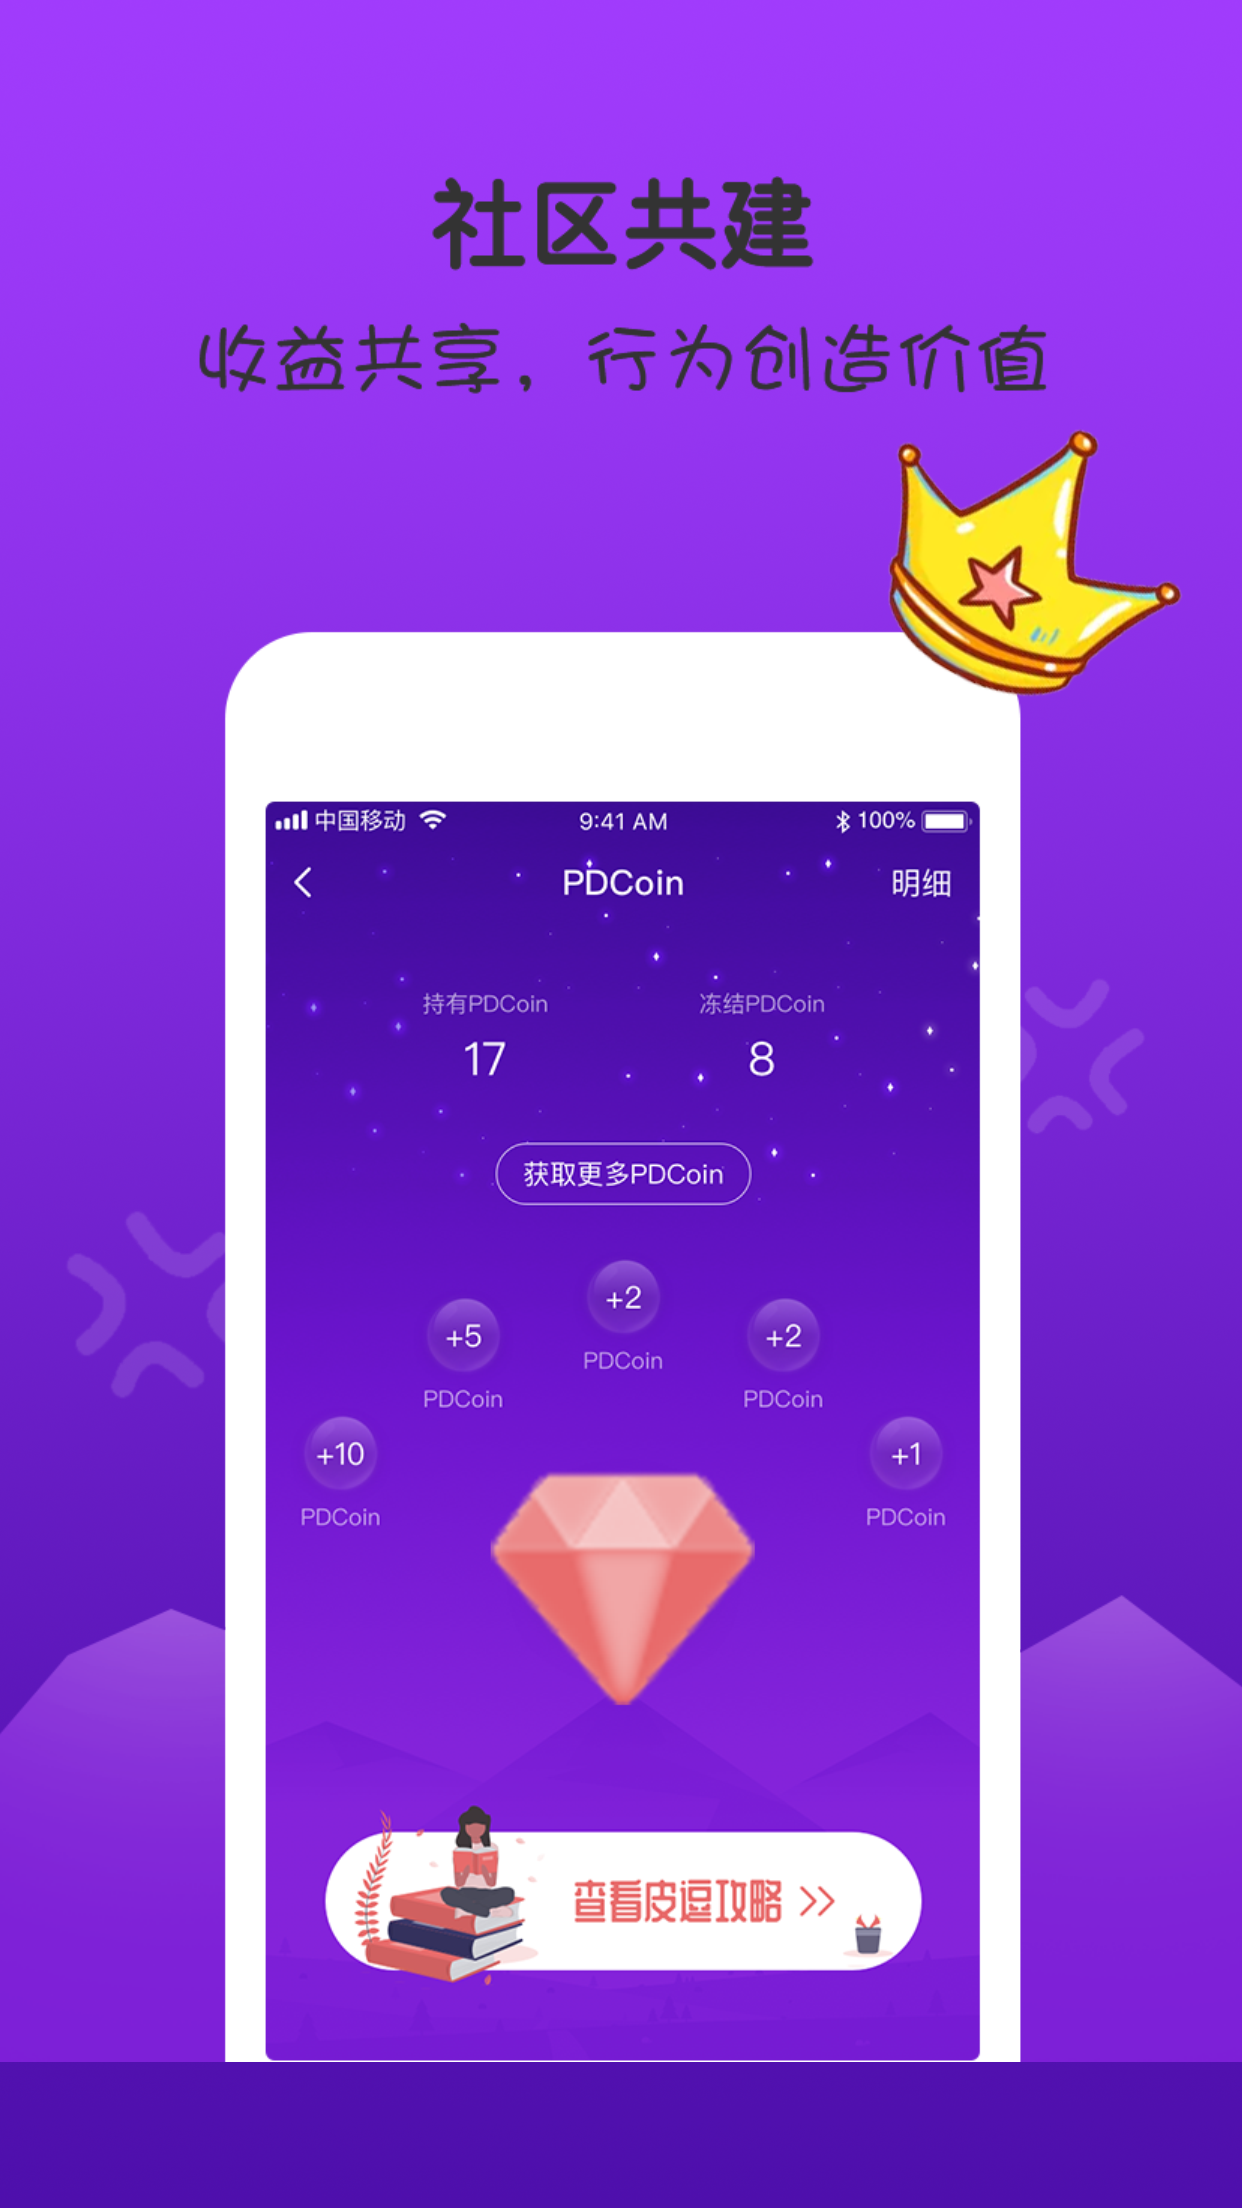 社区共建
收益共享，行为创造价值
中国移动 9:41 AM 100%
PDCoin 明细
持有PDCoin 冻结PDCoin
17 8
获取更多PDCoin
+2
PDCoin
+5 +2
PDCoin PDCoin
+10 +1
PDCoin PDCoin
查看皮逗攻略 >>